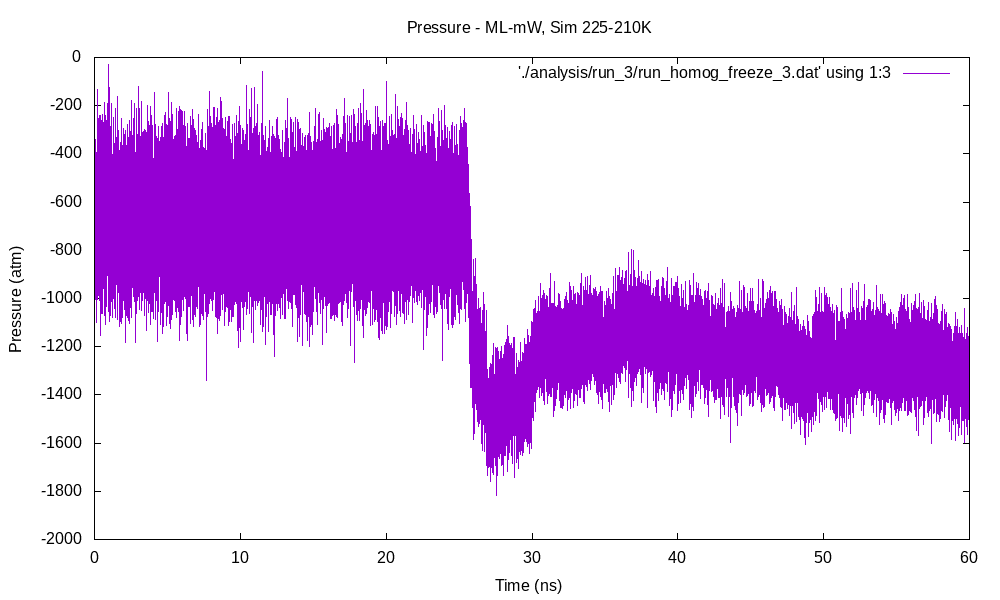 Pressure - ML-mW, Sim 225-210K
'./analysis/run_3/run_homog_freeze_3.dat' using 1:3
0
-200
-400
-600
-800
-1000
-1200
-1400
-1600
-1800
-2000
Pressure (atm)
0 10 20 30 40 50 60
Time (ns)